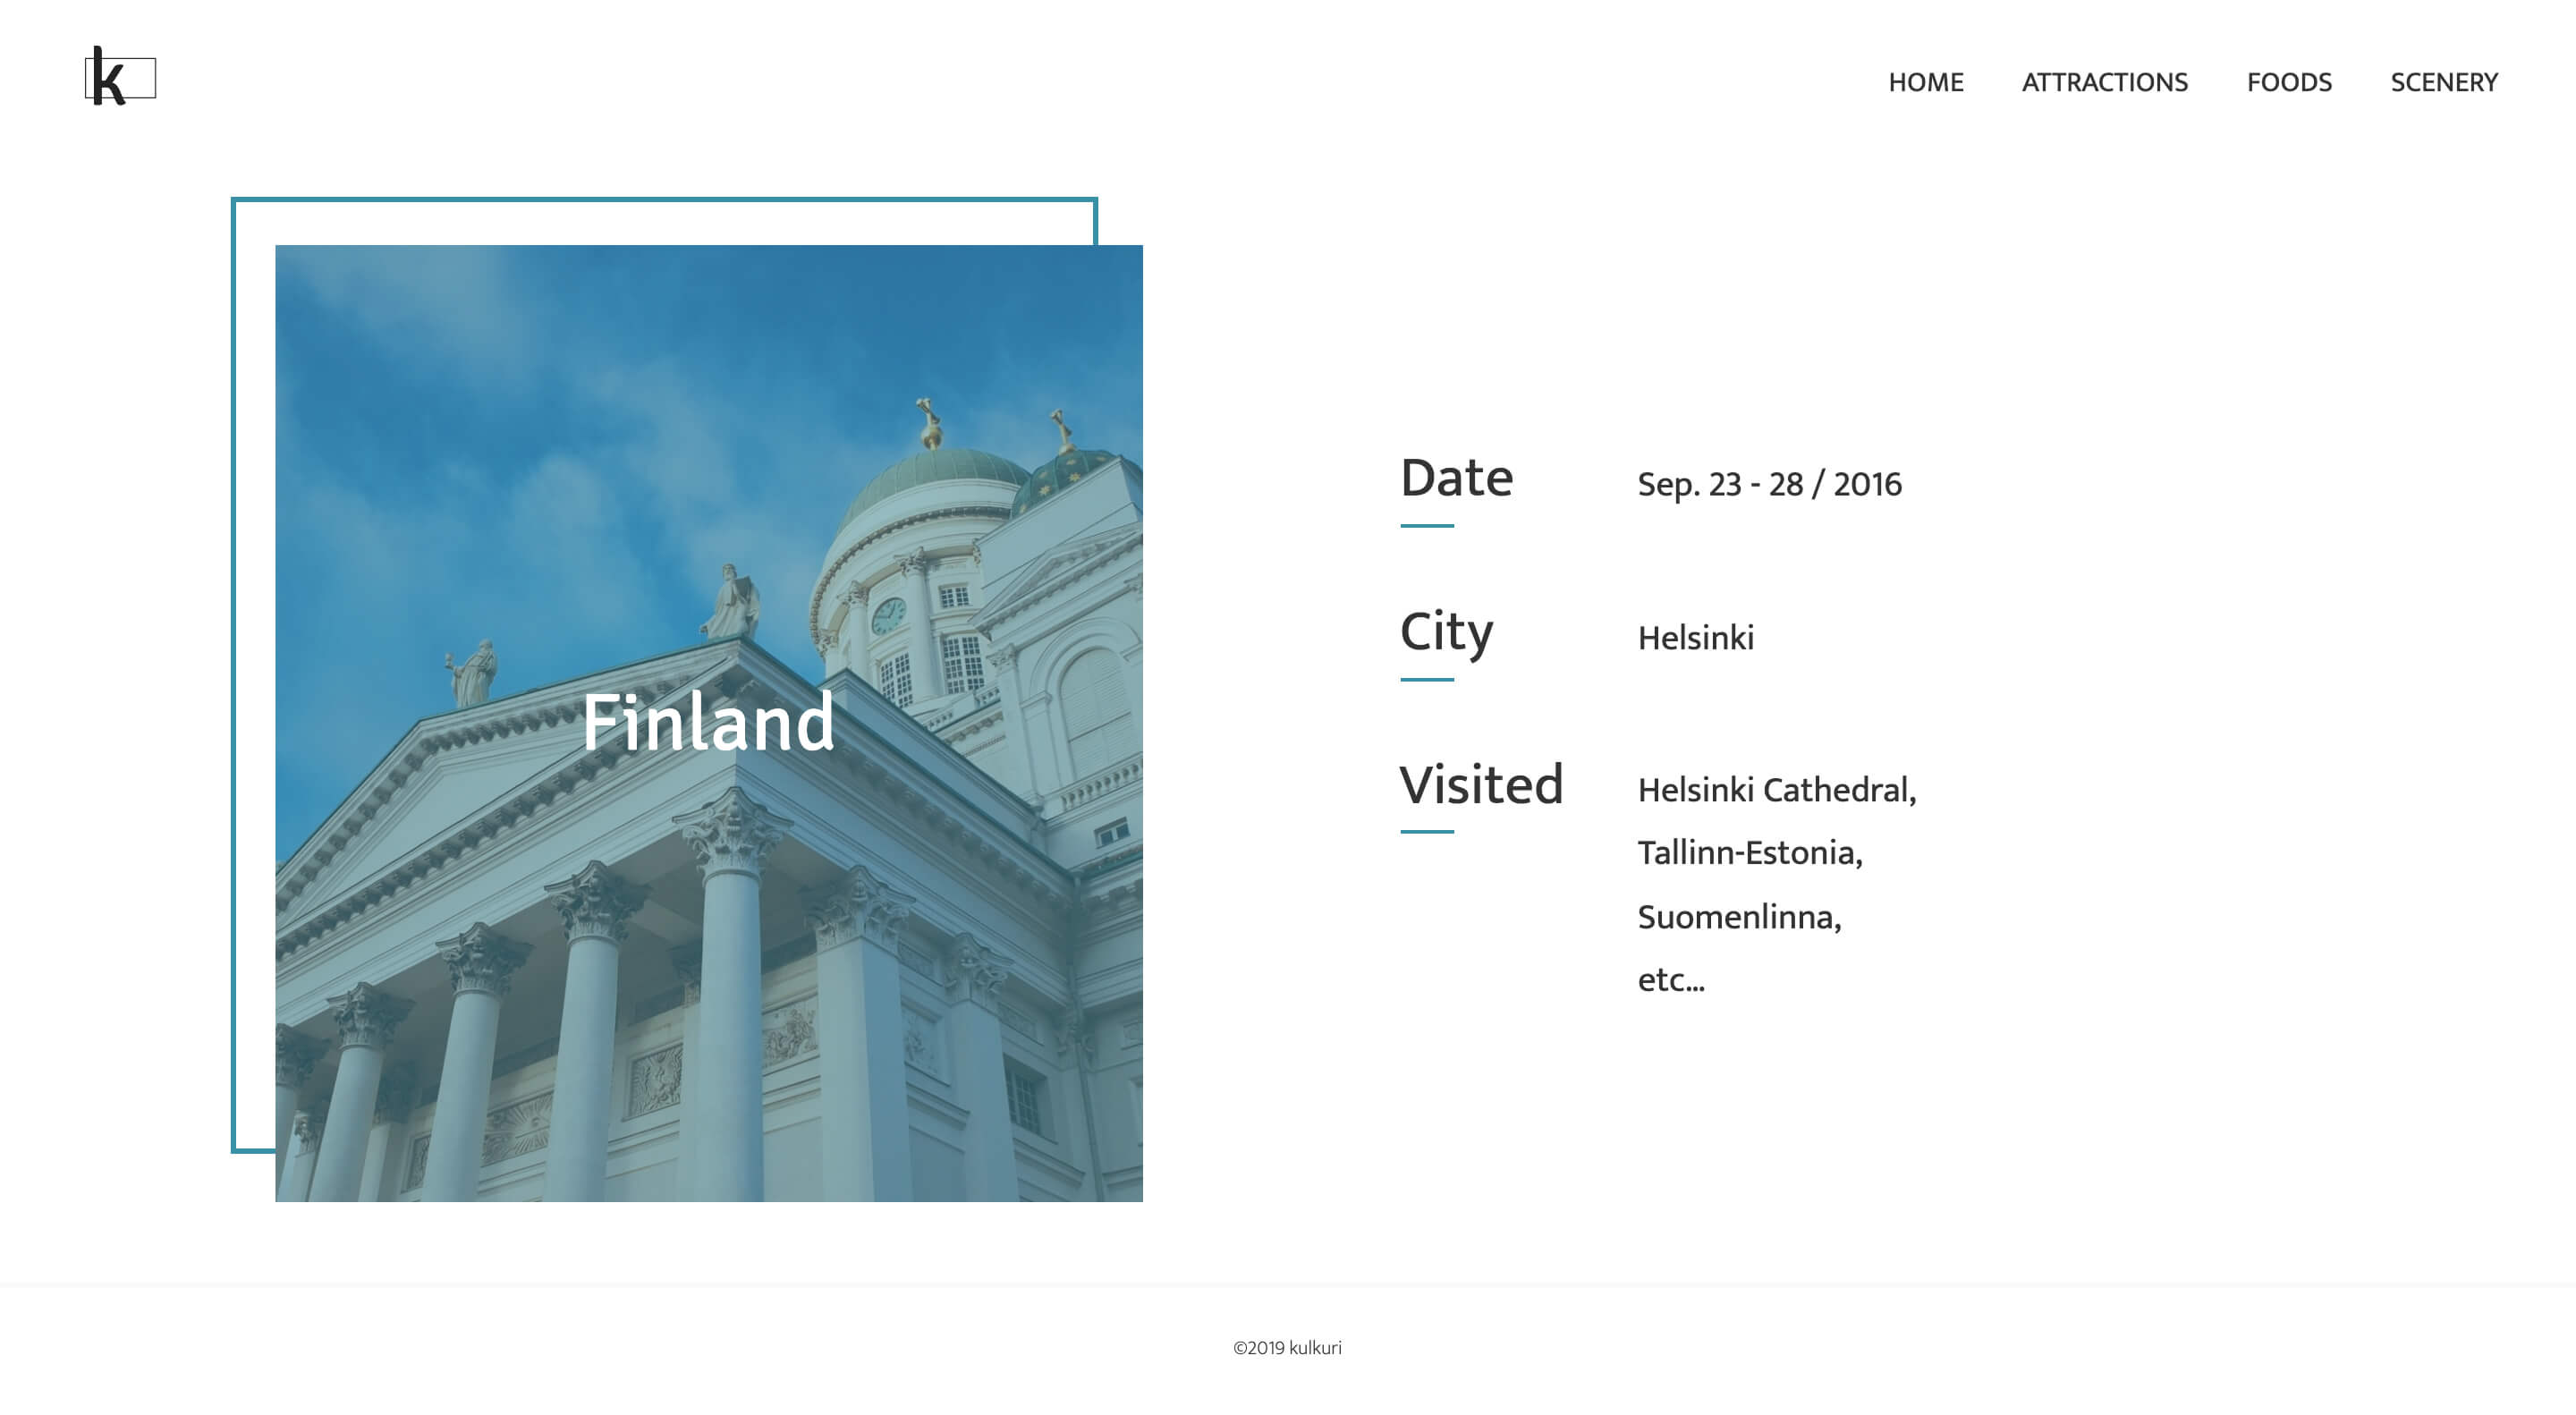 k
HOME ATTRACTIONS FOODS SCENERY
Finland
Date
Sep. 23 - 28 / 2016
City
Helsinki
Visited
Helsinki Cathedral,
Tallinn-Estonia,
Suomenlinna,
etc...
©2019 kulkuri